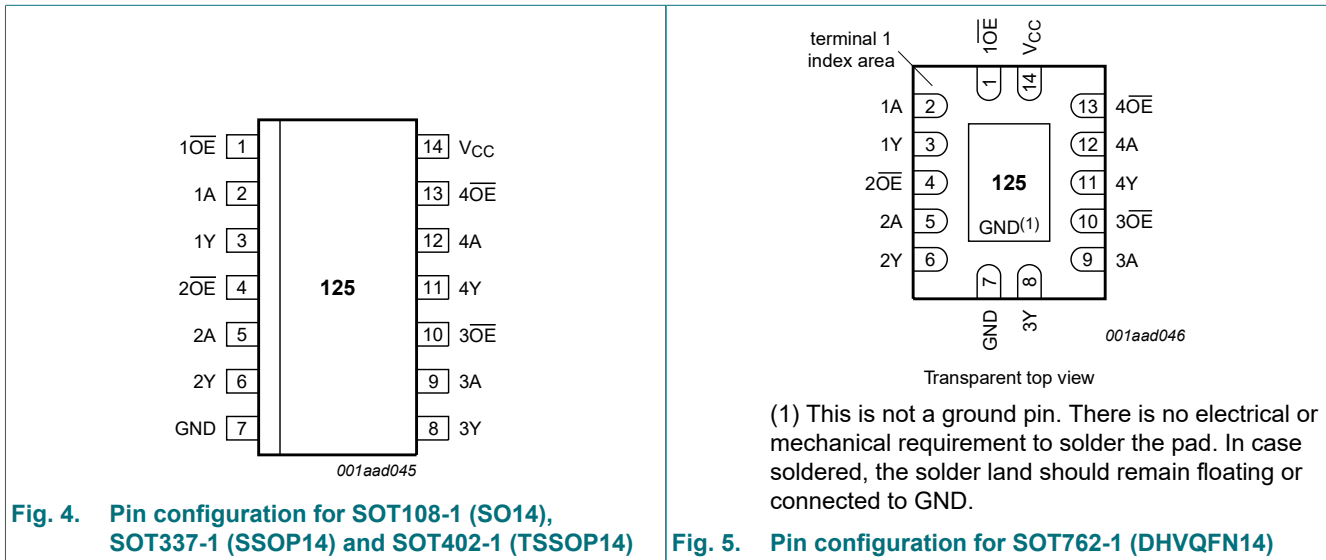 1OE 1
1A 2
1Y 3
2OE 4
2A 5
2Y 6
GND 7
125
14 VCC
13 4OE
12 4A
11 4Y
10 3OE
9 3A
8 3Y
001aad045
Fig. 4. Pin configuration for SOT108-1 (SO14),
SOT337-1 (SSOP14) and SOT402-1 (TSSOP14)
terminal 1
index area
1OE
VCC
1
14
1A 2
1Y 3
2OE 4
2A 5
2Y 6
125
GND(1)
13 4OE
12 4A
11 4Y
10 3OE
9 3A
7
8
GND
3Y
001aad046
Transparent top view
(1) This is not a ground pin. There is no electrical or
mechanical requirement to solder the pad. In case
soldered, the solder land should remain floating or
connected to GND.
Fig. 5. Pin configuration for SOT762-1 (DHVQFN14)